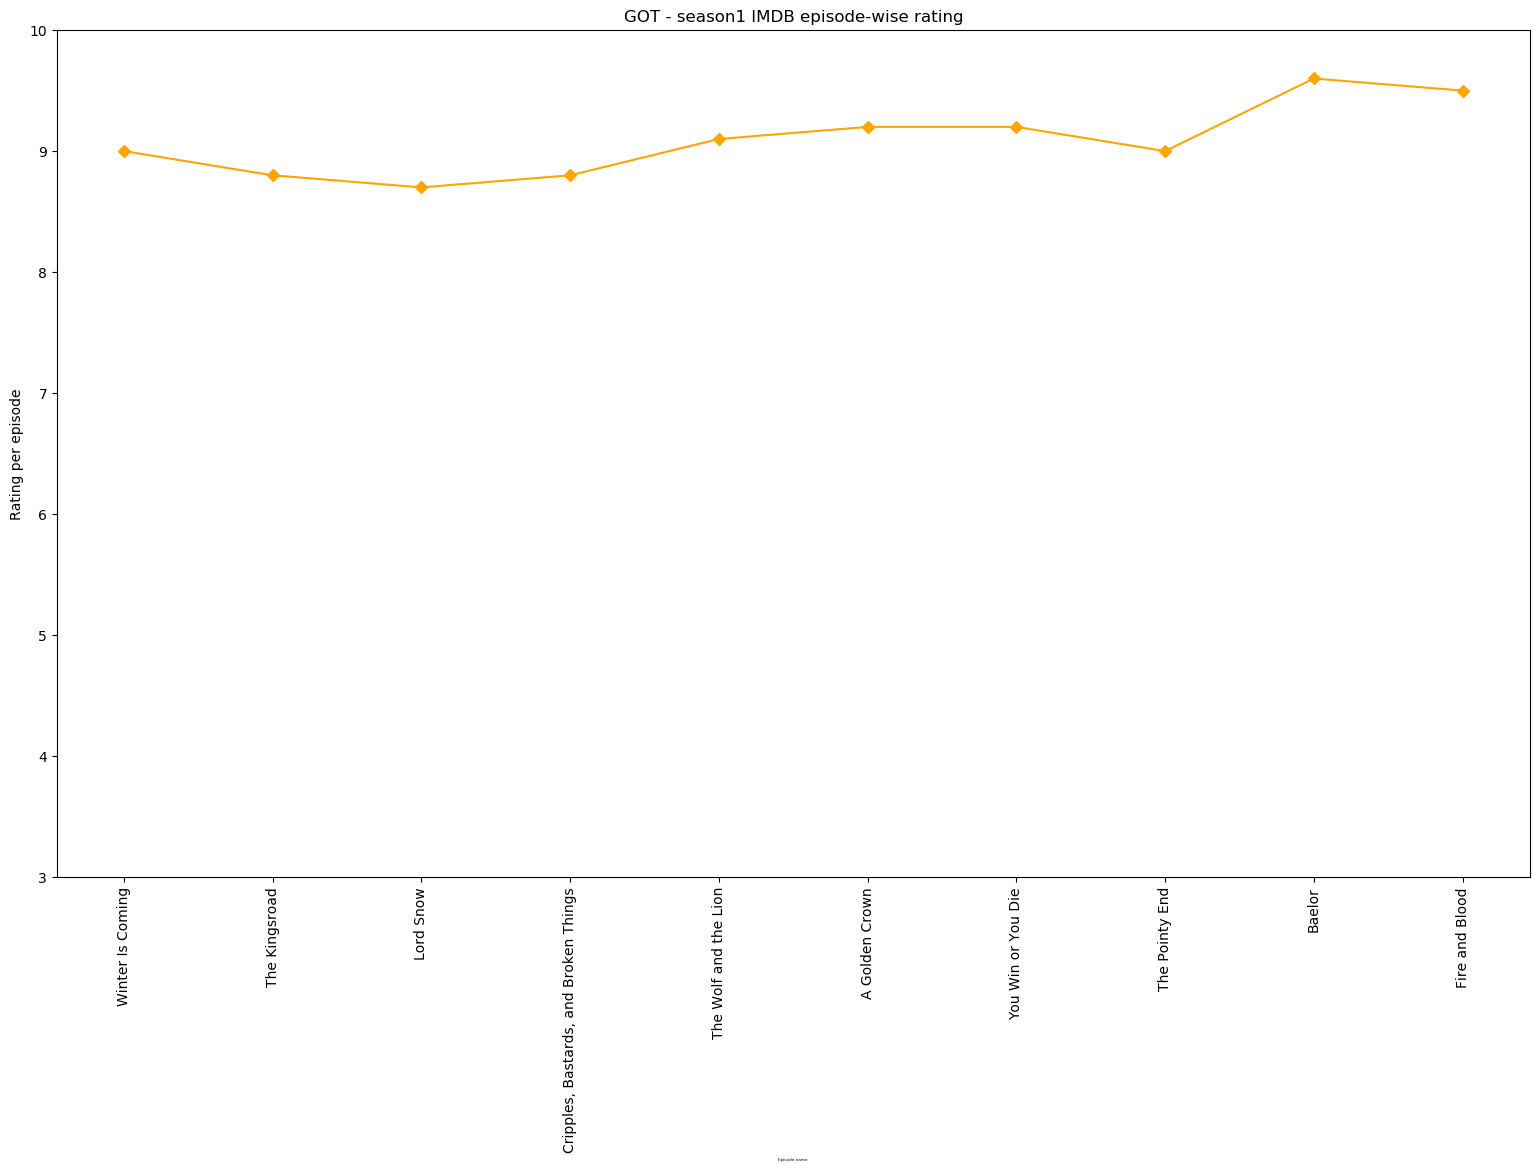 GOT - season1 IMDB episode-wise rating
10
9
8
7
6
5
4
3
Rating per episode
Winter Is Coming
The Kingsroad
Lord Snow
Cripples, Bastards, and Broken Things
The Wolf and the Lion
A Golden Crown
You Win or You Die
The Pointy End
Baelor
Fire and Blood
Episode name